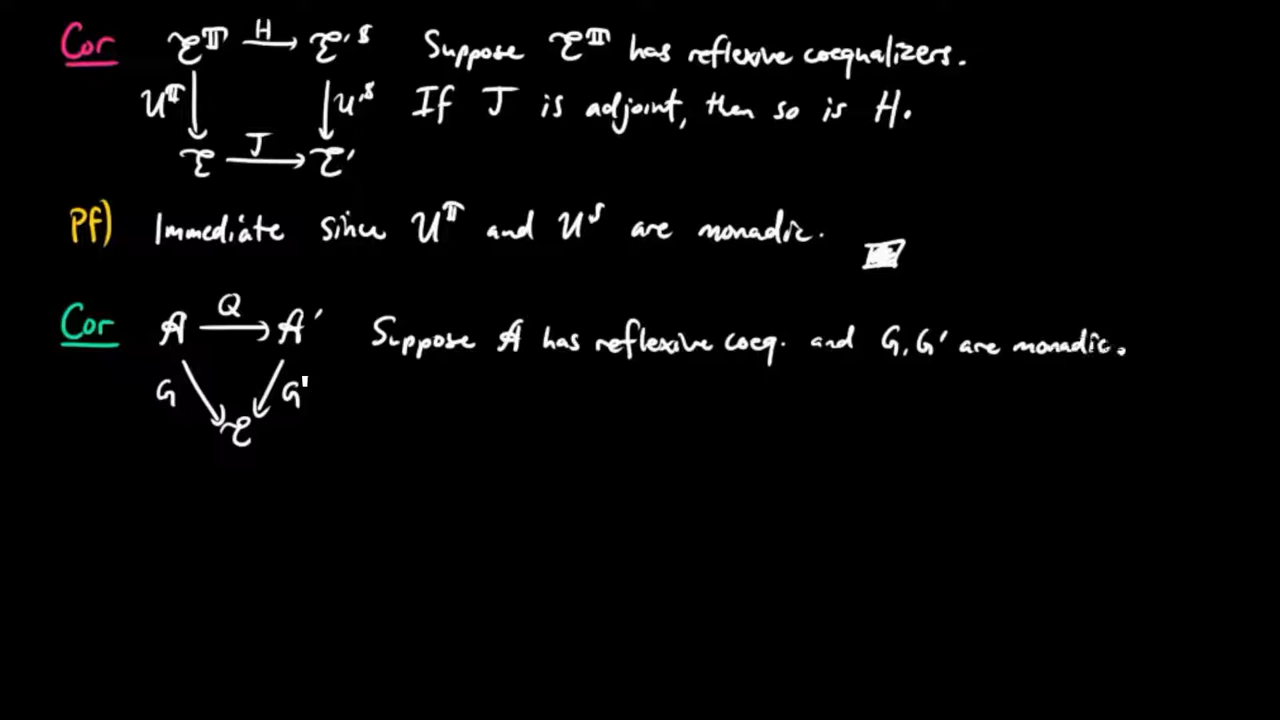 Cor 𝒞^𝕋 H→ 𝒞'^𝕊 Suppose 𝒞^𝕋 has reflexive coequalizers.
U^𝕋 ↓ ↓ U^𝕊 If J is adjoint, then so is H.
𝒞 J→ 𝒞'
Pf) Immediate since U^𝕋 and U^𝕊 are monadic.
Cor 𝒜 Q→ 𝒜' Suppose 𝒜 has reflexive coeq. and G, G' are monadic.
G ↘ ↙ G'
𝒞